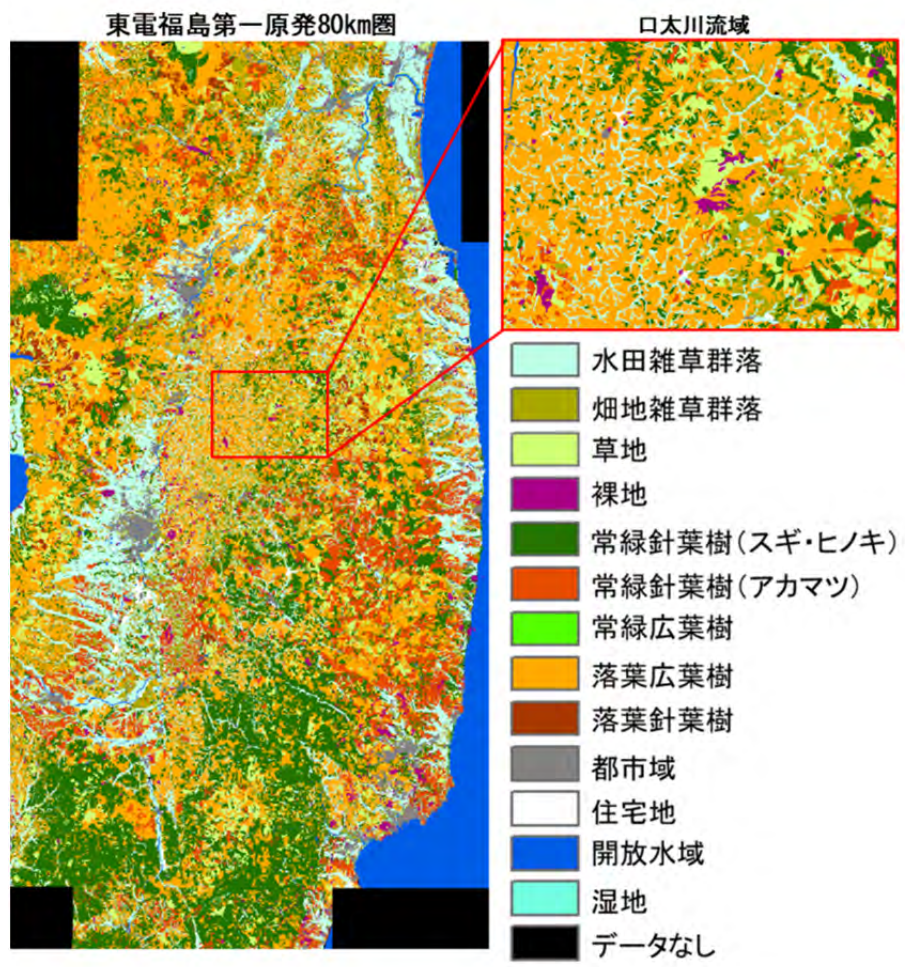 東電福島第一原発80km圏
口太川流域
水田雑草群落
畑地雑草群落
草地
裸地
常緑針葉樹(スギ・ヒノキ)
常緑針葉樹(アカマツ)
常緑広葉樹
落葉広葉樹
落葉針葉樹
都市域
住宅地
開放水域
湿地
データなし